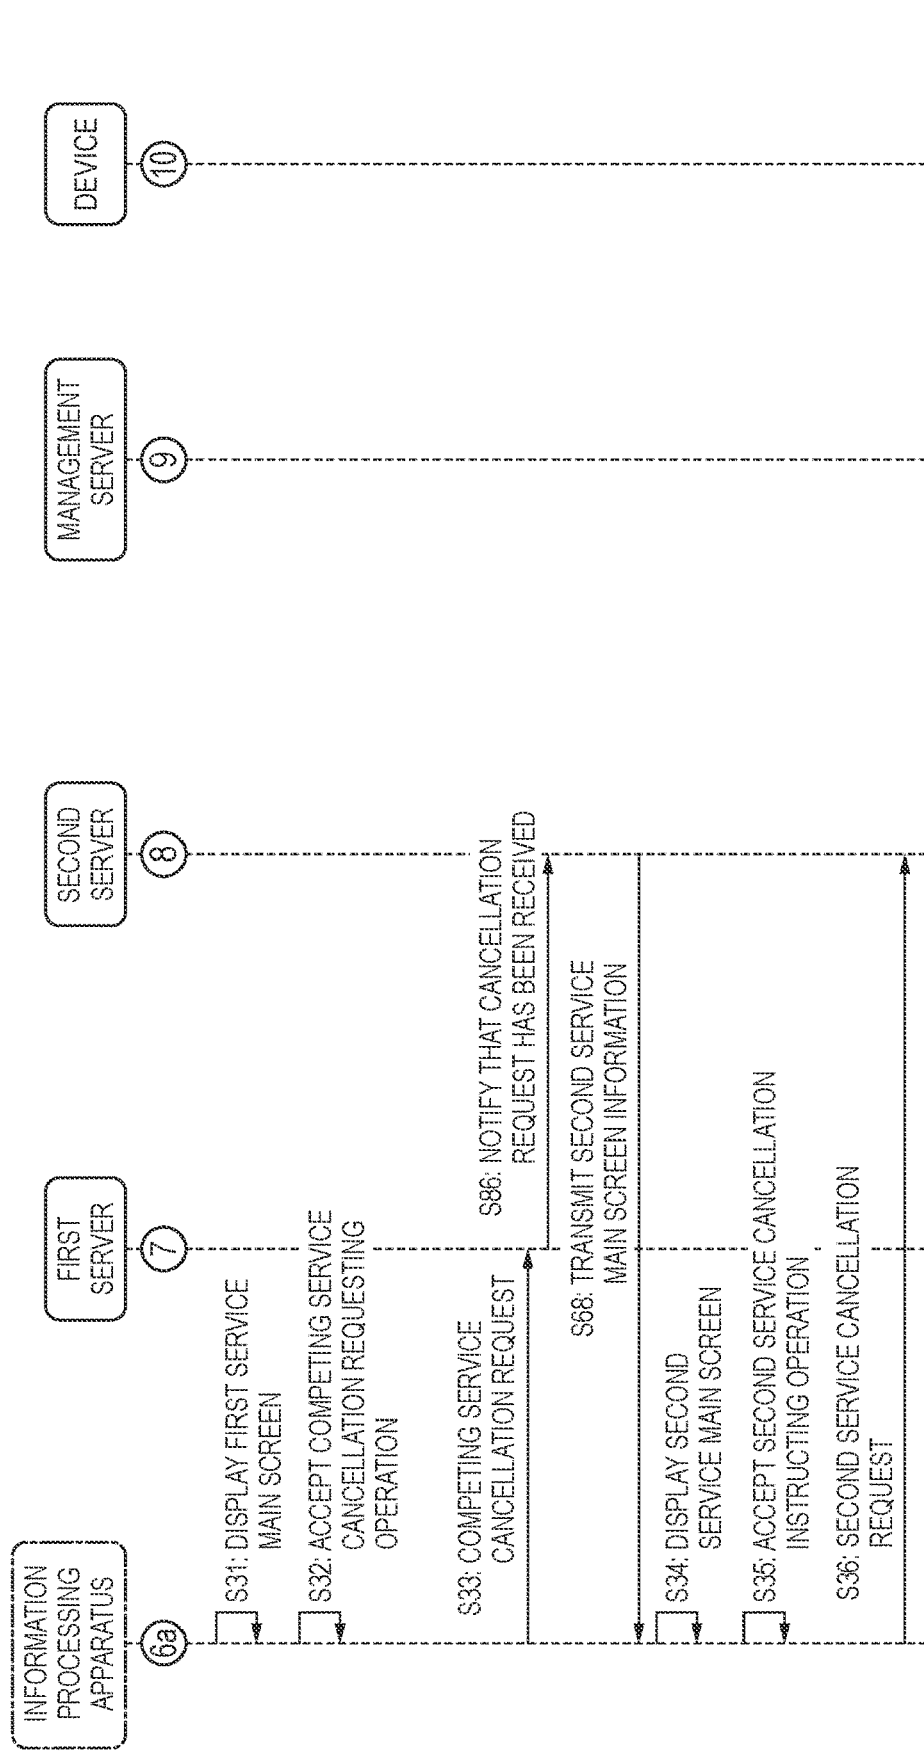 INFORMATION
PROCESSING
APPARATUS
FIRST
SERVER
SECOND
SERVER
MANAGEMENT
SERVER
DEVICE
6a
7
8
9
10
S31: DISPLAY FIRST SERVICE
MAIN SCREEN
S32: ACCEPT COMPETING SERVICE
CANCELLATION REQUESTING
OPERATION
S33: COMPETING SERVICE
CANCELLATION REQUEST
S86: NOTIFY THAT CANCELLATION
REQUEST HAS BEEN RECEIVED
S68: TRANSMIT SECOND SERVICE
MAIN SCREEN INFORMATION
S34: DISPLAY SECOND
SERVICE MAIN SCREEN
S35: ACCEPT SECOND SERVICE CANCELLATION
INSTRUCTING OPERATION
S36: SECOND SERVICE CANCELLATION
REQUEST